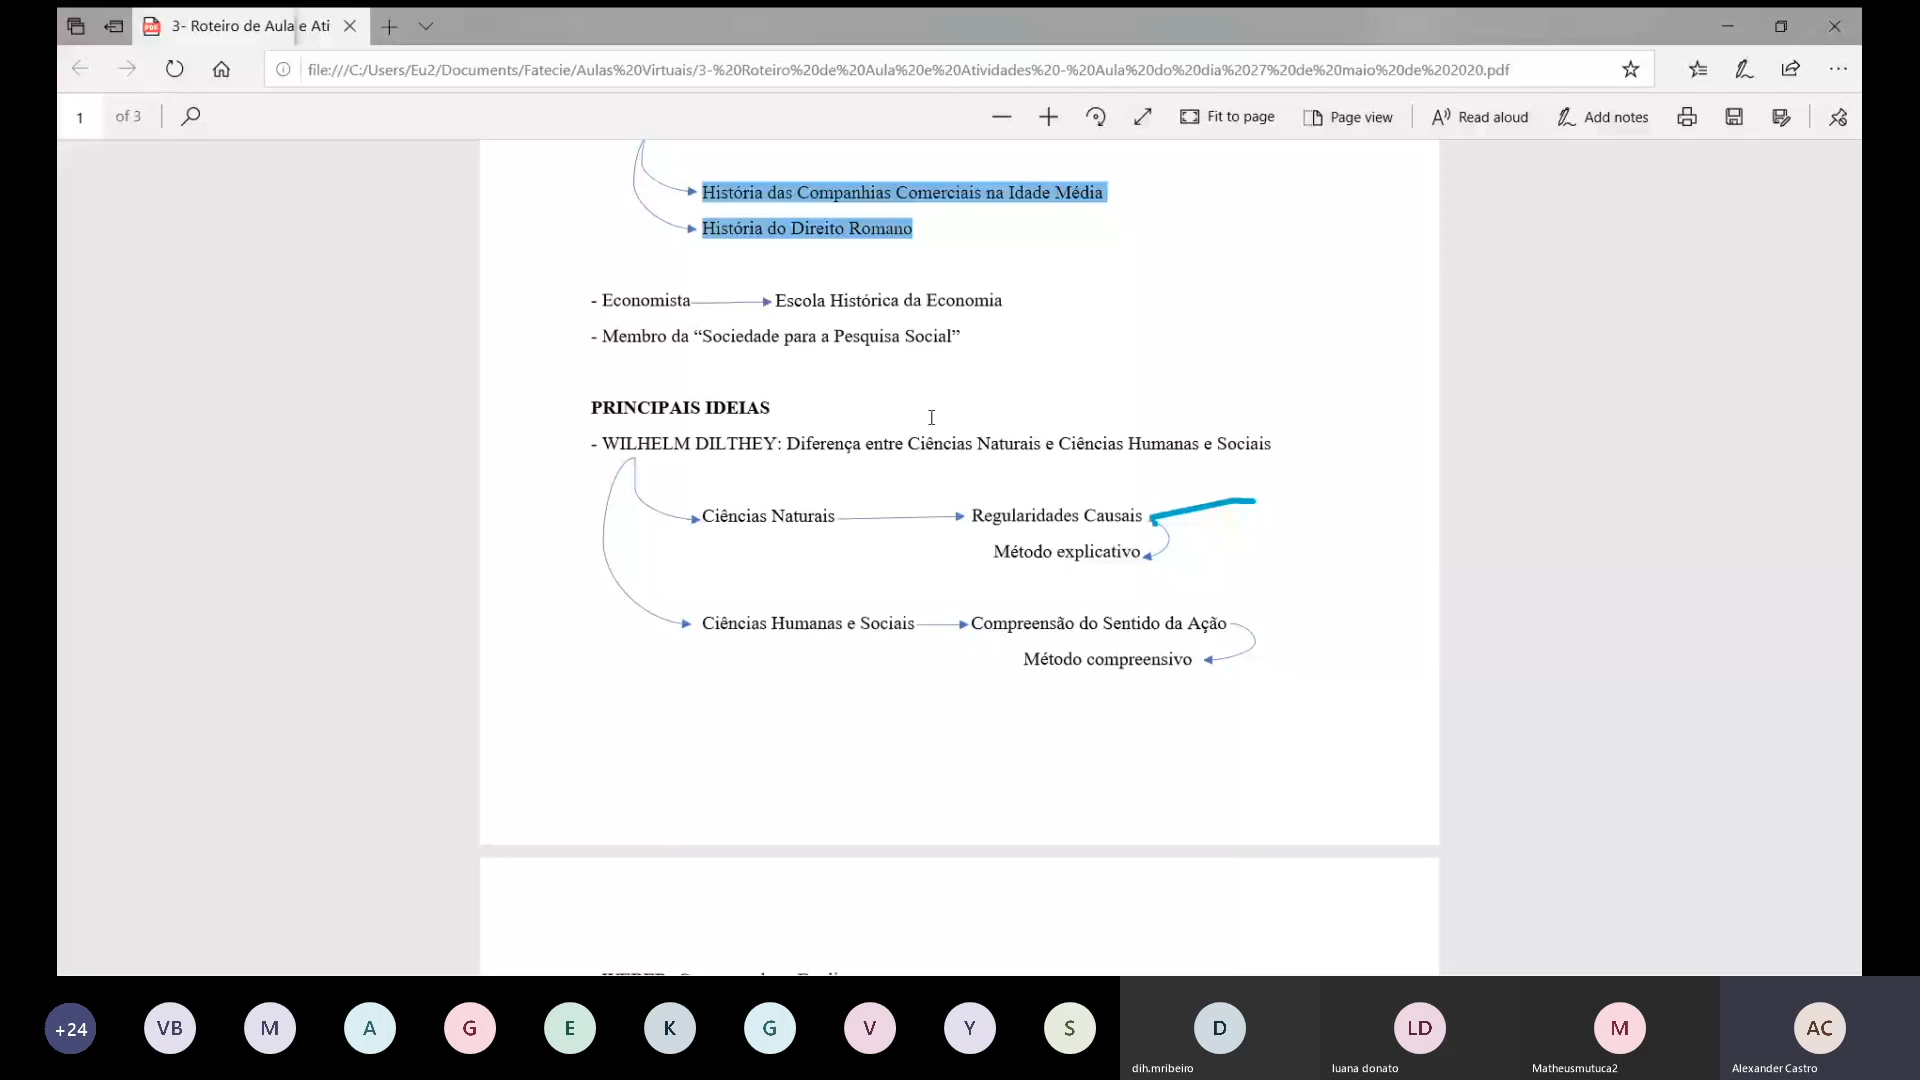 3- Roteiro de Aula e Ati
file:///C:/Users/Eu2/Documents/Fatecie/Aulas%20Virtuais/3-%20Roteiro%20de%20Aula%20e%20Atividades%20-%20Aula%20do%20dia%2027%20de%20maio%20de%202020.pdf
1 of 3 Fit to page Page view Read aloud Add notes
História das Companhias Comerciais na Idade Média
História do Direito Romano
- Economista Escola Histórica da Economia
- Membro da “Sociedade para a Pesquisa Social”
PRINCIPAIS IDEIAS
- WILHELM DILTHEY: Diferença entre Ciências Naturais e Ciências Humanas e Sociais
Ciências Naturais Regularidades Causais
Método explicativo
Ciências Humanas e Sociais Compreensão do Sentido da Ação
Método compreensivo
+24 VB M A G E K G V Y S D LD M AC
dih.mribeiro luana donato Matheusmutuca2 Alexander Castro